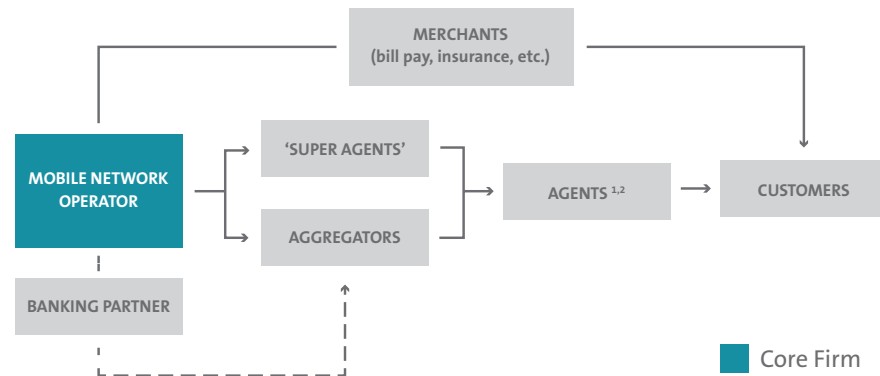 MERCHANTS
(bill pay, insurance, etc.)
‘SUPER AGENTS’
MOBILE NETWORK
OPERATOR
AGENTS 1,2
CUSTOMERS
AGGREGATORS
BANKING PARTNER
Core Firm